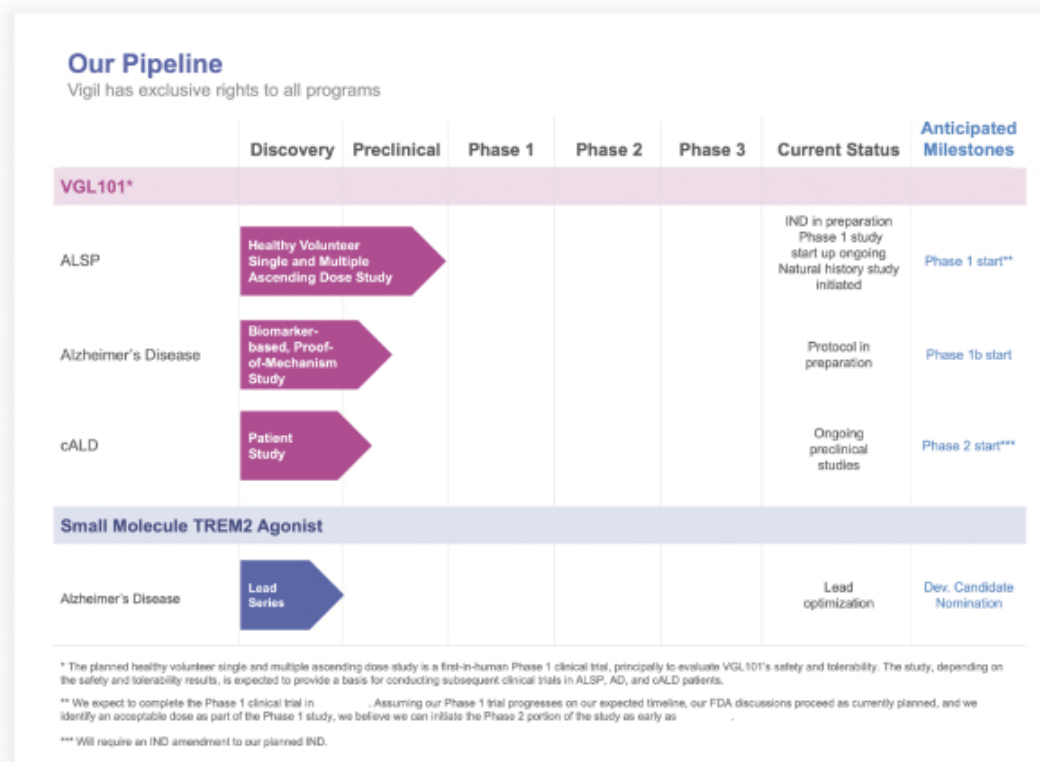 Our Pipeline
Vigil has exclusive rights to all programs
Discovery Preclinical Phase 1 Phase 2 Phase 3 Current Status Anticipated
Milestones
VGL101*
ALSP
Healthy Volunteer
Single and Multiple
Ascending Dose Study
IND in preparation
Phase 1 study
start up ongoing
Natural history study
initiated
Phase 1 start**
Alzheimer's Disease
Biomarker-
based, Proof-
of-Mechanism
Study
Protocol in
preparation
Phase 1b start
cALD
Patient
Study
Ongoing
preclinical
studies
Phase 2 start***
Small Molecule TREM2 Agonist
Alzheimer's Disease
Lead
Series
Lead
optimization
Dev. Candidate
Nomination
* The planned healthy volunteer single and multiple ascending dose study is a first-in-human Phase 1 clinical trial, principally to evaluate VGL101's safety and tolerability. The study, depending on
the safety and tolerability results, is expected to provide a basis for conducting subsequent clinical trials in ALSP, AD, and cALD patients.
** We expect to complete the Phase 1 clinical trial in . Assuming our Phase 1 trial progresses on our expected timeline, our FDA discussions proceed as currently planned, and we
identify an acceptable dose as part of the Phase 1 study, we believe we can initiate the Phase 2 portion of the study as early as .
*** Will require an IND amendment to our planned IND.